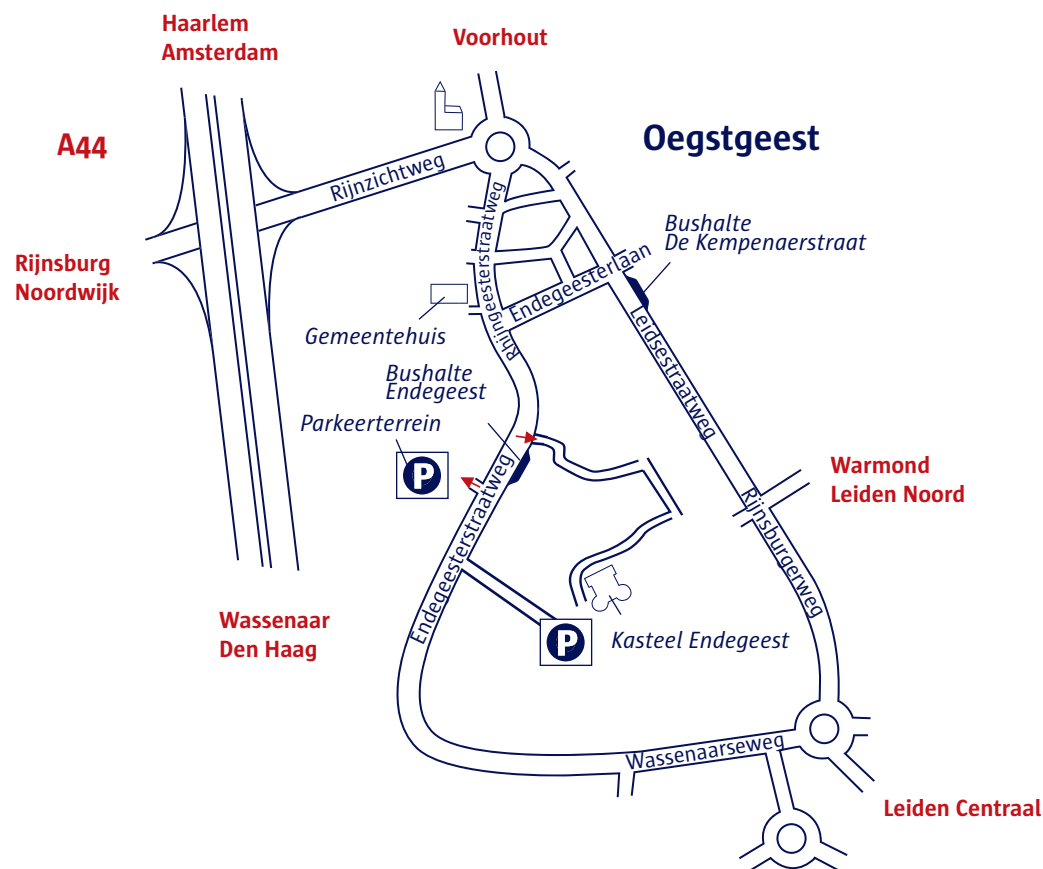 Haarlem
Amsterdam
Voorhout
A44
Oegstgeest
Rijnzichtweg
Rhijngeesterstraatweg
Bushalte
De Kempenaerstraat
Rijnsburg
Noordwijk
Endegeesterlaan
Gemeentehuis
Leidsestraatweg
Bushalte
Endegeest
Parkeerterrein
P
Warmond
Leiden Noord
Endegeesterstraatweg
Rijnsburgerweg
Wassenaar
Den Haag
P
Kasteel Endegeest
Wassenaarseweg
Leiden Centraal